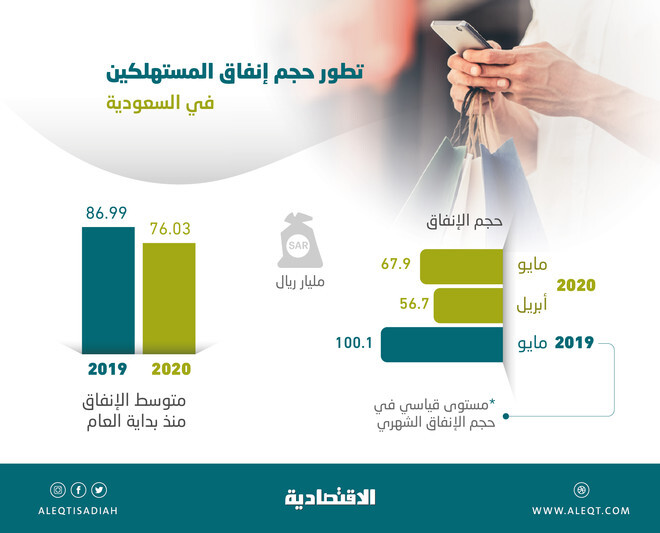 تطور حجم إنفاق المستهلكين
في السعودية
حجم الإنفاق
مايو
67.9
2020
أبريل
56.7
2019 مايو
100.1
*مستوى قياسي في
حجم الإنفاق الشهري
SAR
مليار ريال
86.99
76.03
2019
2020
متوسط الإنفاق
منذ بداية العام
ALEQTISADIAH
الاقتصادية
WWW.ALEQT.COM